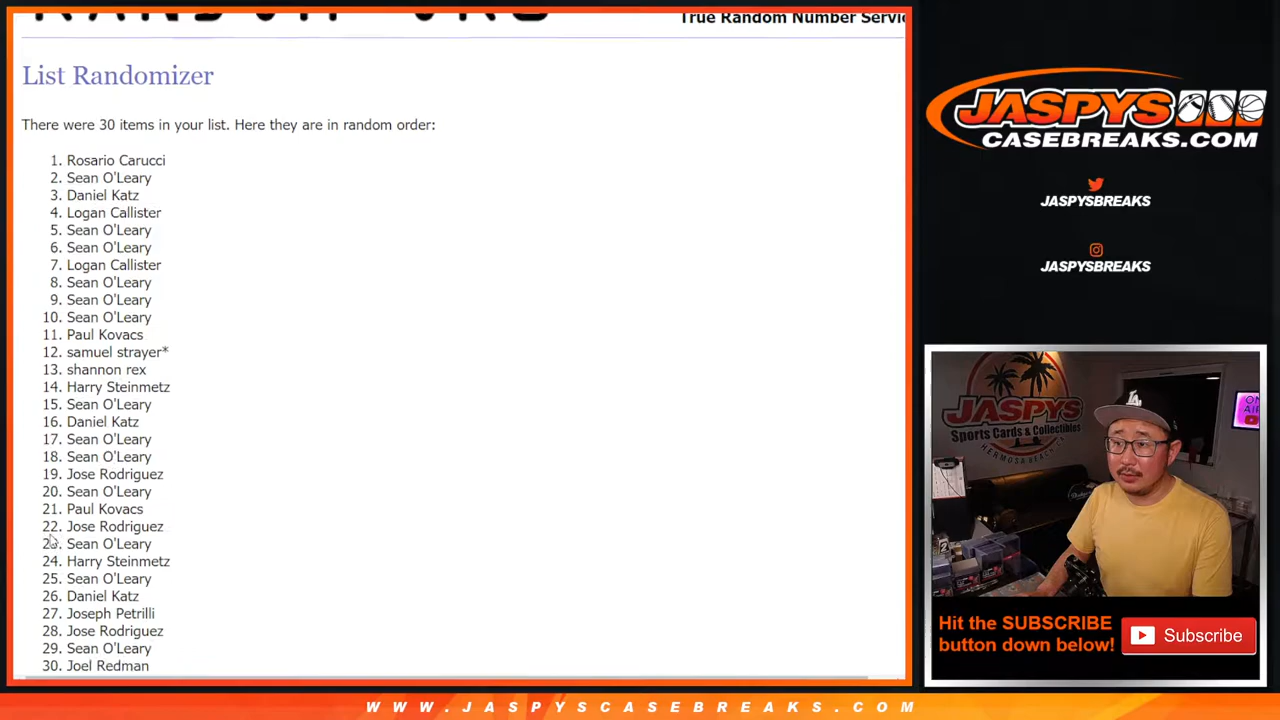 True Random Number Servi
List Randomizer
There were 30 items in your list. Here they are in random order:
1. Rosario Carucci
2. Sean O'Leary
3. Daniel Katz
4. Logan Callister
5. Sean O'Leary
6. Sean O'Leary
7. Logan Callister
8. Sean O'Leary
9. Sean O'Leary
10. Sean O'Leary
11. Paul Kovacs
12. samuel strayer*
13. shannon rex
14. Harry Steinmetz
15. Sean O'Leary
16. Daniel Katz
17. Sean O'Leary
18. Sean O'Leary
19. Jose Rodriguez
20. Sean O'Leary
21. Paul Kovacs
22. Jose Rodriguez
23. Sean O'Leary
24. Harry Steinmetz
25. Sean O'Leary
26. Daniel Katz
27. Joseph Petrilli
28. Jose Rodriguez
29. Sean O'Leary
30. Joel Redman
JASPYS
CASEBREAKS.COM
JASPYSBREAKS
JASPYSBREAKS
JASPYS
Sports Cards & Collectibles
HERMOSA BEACH
ON
AIR
Hit the SUBSCRIBE
button down below!
Subscribe
WWW.JASPYSCASEBREAKS.COM